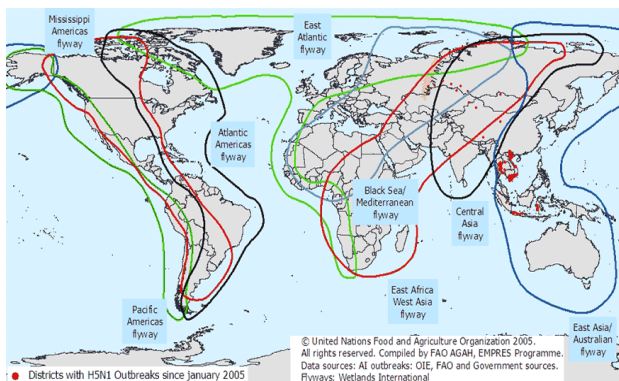 Mississippi
Americas
flyway
East
Atlantic
flyway
Atlantic
Americas
flyway
Black Sea/
Mediterranean
flyway
Central
Asia
flyway
East Africa
West Asia
flyway
Pacific
Americas
flyway
East Asia/
Australian
flyway
© United Nations Food and Agriculture Organization 2005.
All rights reserved. Compiled by FAO AGAH, EMPRES Programme.
Data sources: AI outbreaks: OIE, FAO and Government sources.
Flyways: Wetlands International
Districts with H5N1 Outbreaks since january 2005